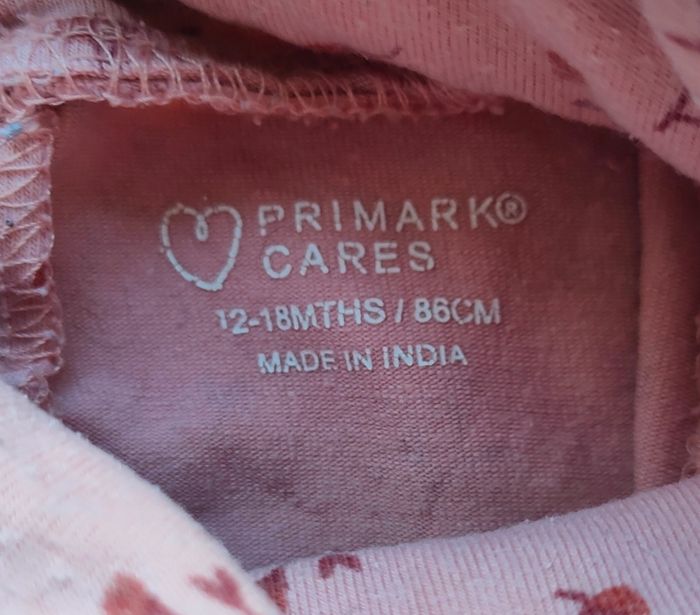 PRIMARK®
CARES
12-18MTHS / 86CM
MADE IN INDIA